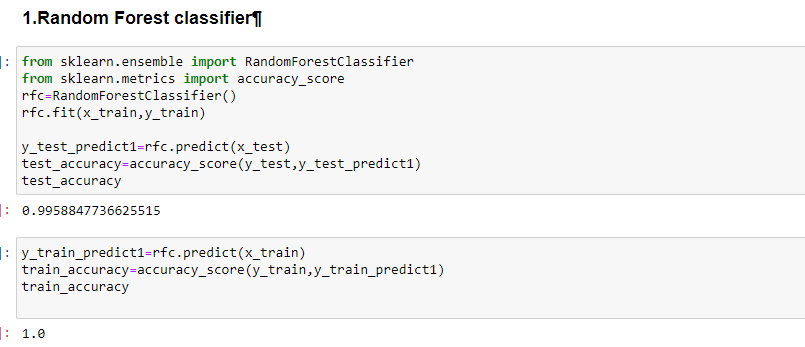 1.Random Forest classifier¶
: from sklearn.ensemble import RandomForestClassifier
from sklearn.metrics import accuracy_score
rfc=RandomForestClassifier()
rfc.fit(x_train,y_train)
y_test_predict1=rfc.predict(x_test)
test_accuracy=accuracy_score(y_test,y_test_predict1)
test_accuracy
: 0.9958847736625515
: y_train_predict1=rfc.predict(x_train)
train_accuracy=accuracy_score(y_train,y_train_predict1)
train_accuracy
: 1.0